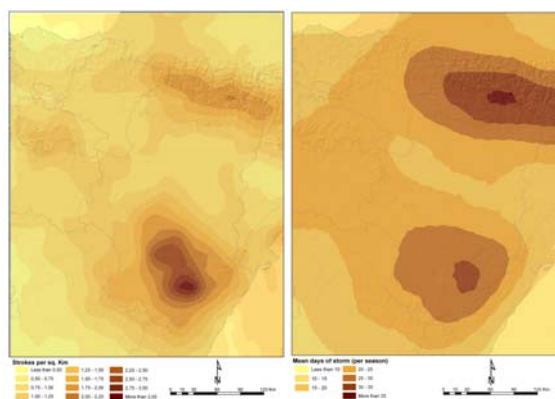 Strokes per sq. Km
Less than 0.50
0.50 - 0.75
0.75 - 1.00
1.00 - 1.25
1.25 - 1.50
1.50 - 1.75
1.75 - 2.00
2.00 - 2.25
2.25 - 2.50
2.50 - 2.75
2.75 - 3.00
More than 3.00
Mean days of storm (per season)
Less than 10
10 - 15
15 - 20
20 - 25
25 - 30
30 - 35
More than 35